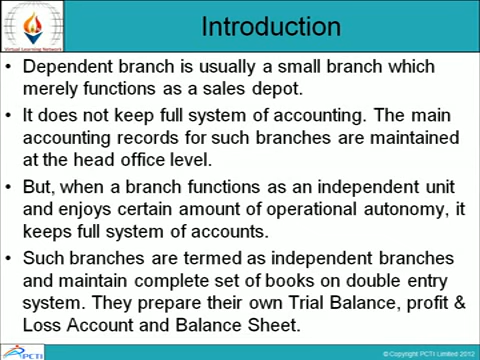 Introduction
Virtual Learning Network
• Dependent branch is usually a small branch which
merely functions as a sales depot.
• It does not keep full system of accounting. The main
accounting records for such branches are maintained
at the head office level.
• But, when a branch functions as an independent unit
and enjoys certain amount of operational autonomy, it
keeps full system of accounts.
• Such branches are termed as independent branches
and maintain complete set of books on double entry
system. They prepare their own Trial Balance, profit &
Loss Account and Balance Sheet.
PCTI
© Copyright PCTI Limited 2012